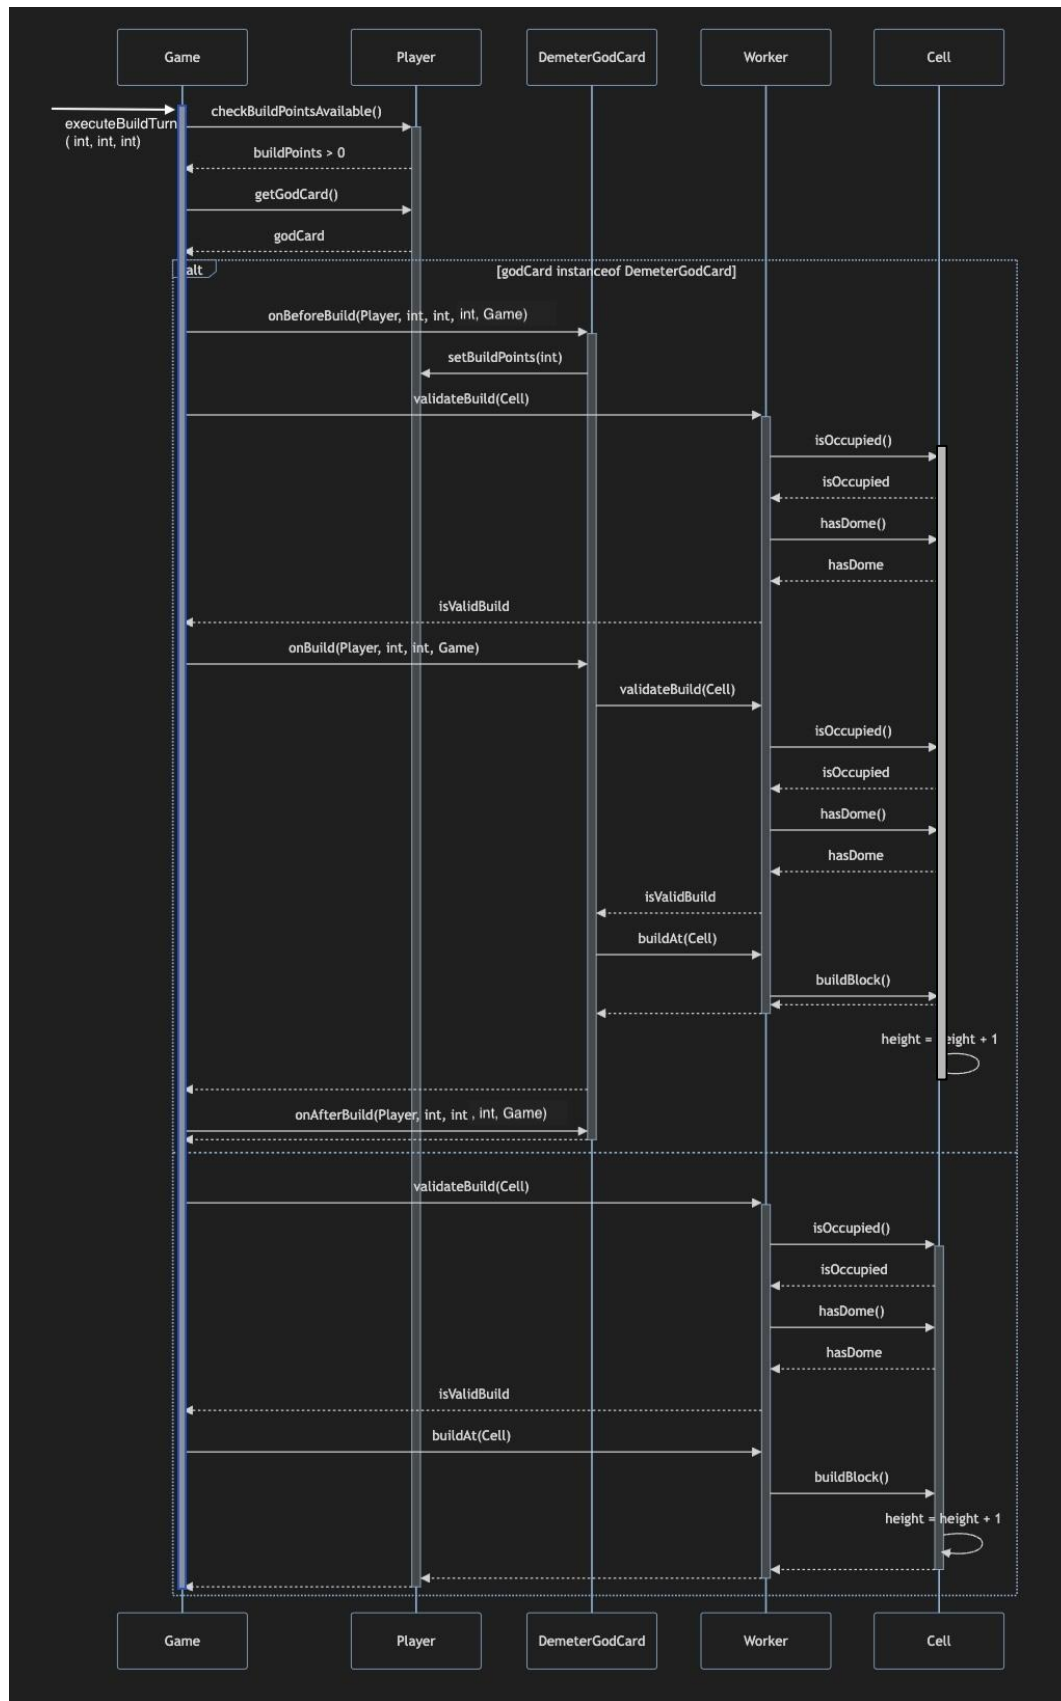 Game
Player
DemeterGodCard
Worker
Cell
executeBuildTurn
( int, int, int)
checkBuildPointsAvailable()
buildPoints > 0
getGodCard()
godCard
alt
[godCard instanceof DemeterGodCard]
onBeforeBuild(Player, int, int, int, Game)
setBuildPoints(int)
validateBuild(Cell)
isOccupied()
isOccupied
hasDome()
hasDome
isValidBuild
onBuild(Player, int, int, Game)
validateBuild(Cell)
isOccupied()
isOccupied
hasDome()
hasDome
isValidBuild
buildAt(Cell)
buildBlock()
height = height + 1
onAfterBuild(Player, int, int , int, Game)
validateBuild(Cell)
isOccupied()
isOccupied
hasDome()
hasDome
isValidBuild
buildAt(Cell)
buildBlock()
height = height + 1
Game
Player
DemeterGodCard
Worker
Cell